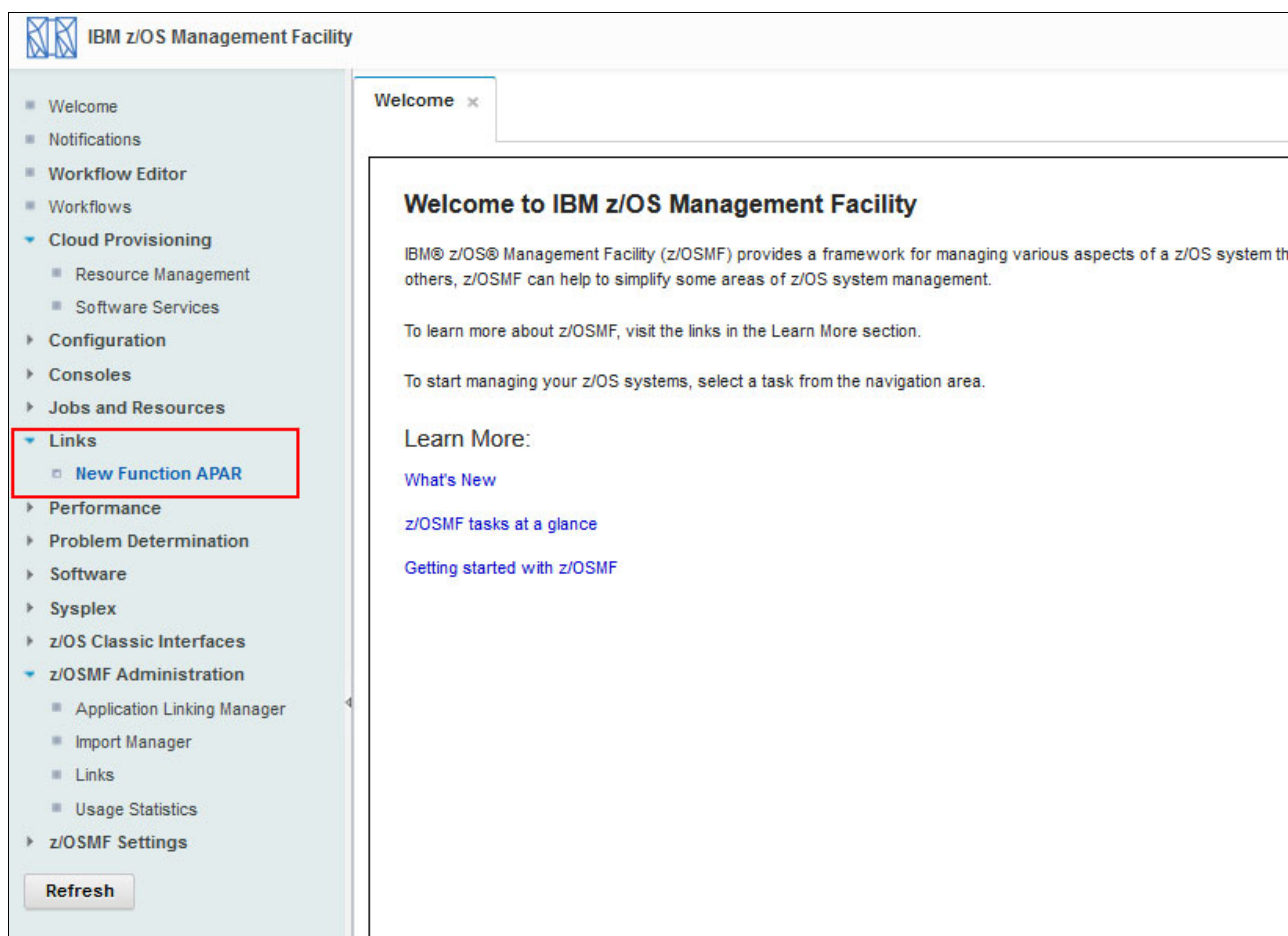 IBM z/OS Management Facility
Welcome
Notifications
Workflow Editor
Workflows
Cloud Provisioning
Resource Management
Software Services
Configuration
Consoles
Jobs and Resources
Links
New Function APAR
Performance
Problem Determination
Software
Sysplex
z/OS Classic Interfaces
z/OSMF Administration
Application Linking Manager
Import Manager
Links
Usage Statistics
z/OSMF Settings
Refresh
Welcome
Welcome to IBM z/OS Management Facility
IBM® z/OS® Management Facility (z/OSMF) provides a framework for managing various aspects of a z/OS system th
others, z/OSMF can help to simplify some areas of z/OS system management.
To learn more about z/OSMF, visit the links in the Learn More section.
To start managing your z/OS systems, select a task from the navigation area.
Learn More:
What's New
z/OSMF tasks at a glance
Getting started with z/OSMF